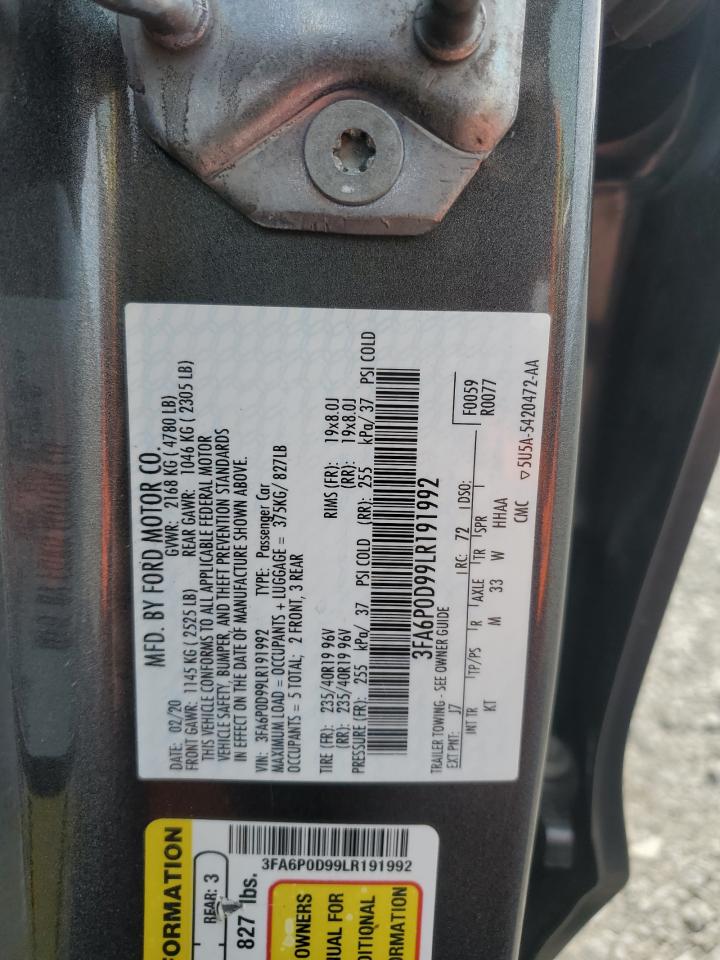 MFD. BY FORD MOTOR CO.
DATE: 02/20 GVWR: 2168 KG ( 4780 LB)
FRONT GAWR: 1145 KG ( 2525 LB) REAR GAWR: 1046 KG ( 2305 LB)
THIS VEHICLE CONFORMS TO ALL APPLICABLE FEDERAL MOTOR
VEHICLE SAFETY, BUMPER, AND THEFT PREVENTION STANDARDS
IN EFFECT ON THE DATE OF MANUFACTURE SHOWN ABOVE.
VIN: 3FA6P0D99LR191992 TYPE: Passenger Car
MAXIMUM LOAD = OCCUPANTS + LUGGAGE = 375KG/ 827LB
OCCUPANTS = 5 TOTAL; 2 FRONT, 3 REAR
TIRE (FR): 235/40R19 96V RIMS (FR): 19x8.0J
(RR): 235/40R19 96V (RR): 19x8.0J
PRESSURE (FR): 255 kPa/ 37 PSI COLD (RR): 255 kPa/ 37 PSI COLD
3FA6P0D99LR191992
TRAILER TOWING - SEE OWNER GUIDE
F0059
R0077
EXT PNT: J7 RC: 72 DSO:
INT TR TP/PS R AXLE TR SPR
KT M 33 W HHAA
CMC ▽5U5A-5420472-AA
FORMATION
REAR: 3
827 lbs.
3FA6P0D99LR191992
OWNERS
NUAL FOR
DITIONAL
ORMATION